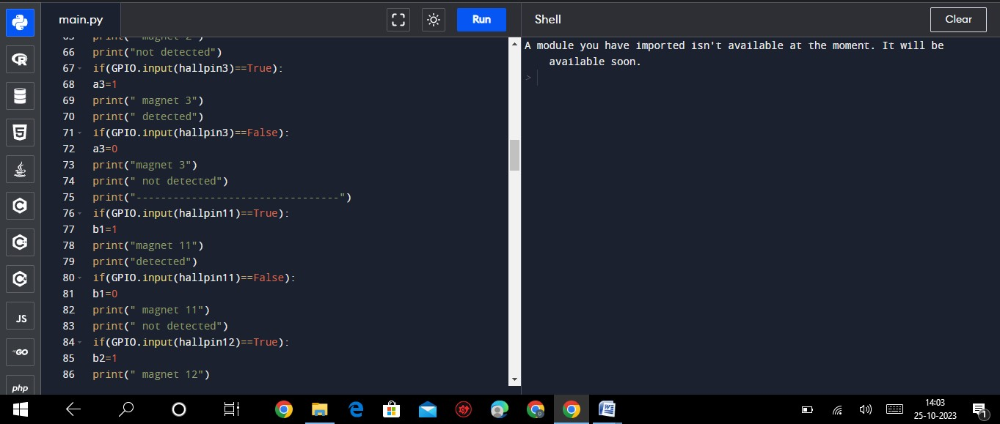 main.py
Run
Shell
Clear
66 print("not detected")
67 if(GPIO.input(hallpin3)==True):
68 a3=1
69 print(" magnet 3")
70 print(" detected")
71 if(GPIO.input(hallpin3)==False):
72 a3=0
73 print("magnet 3")
74 print(" not detected")
75 print("---------------------------------")
76 if(GPIO.input(hallpin11)==True):
77 b1=1
78 print("magnet 11")
79 print("detected")
80 if(GPIO.input(hallpin11)==False):
81 b1=0
82 print(" magnet 11")
83 print(" not detected")
84 if(GPIO.input(hallpin12)==True):
85 b2=1
86 print(" magnet 12")
A module you have imported isn't available at the moment. It will be
available soon.
>
R
5
C
C
C
JS
GO
php
14:03
25-10-2023
1